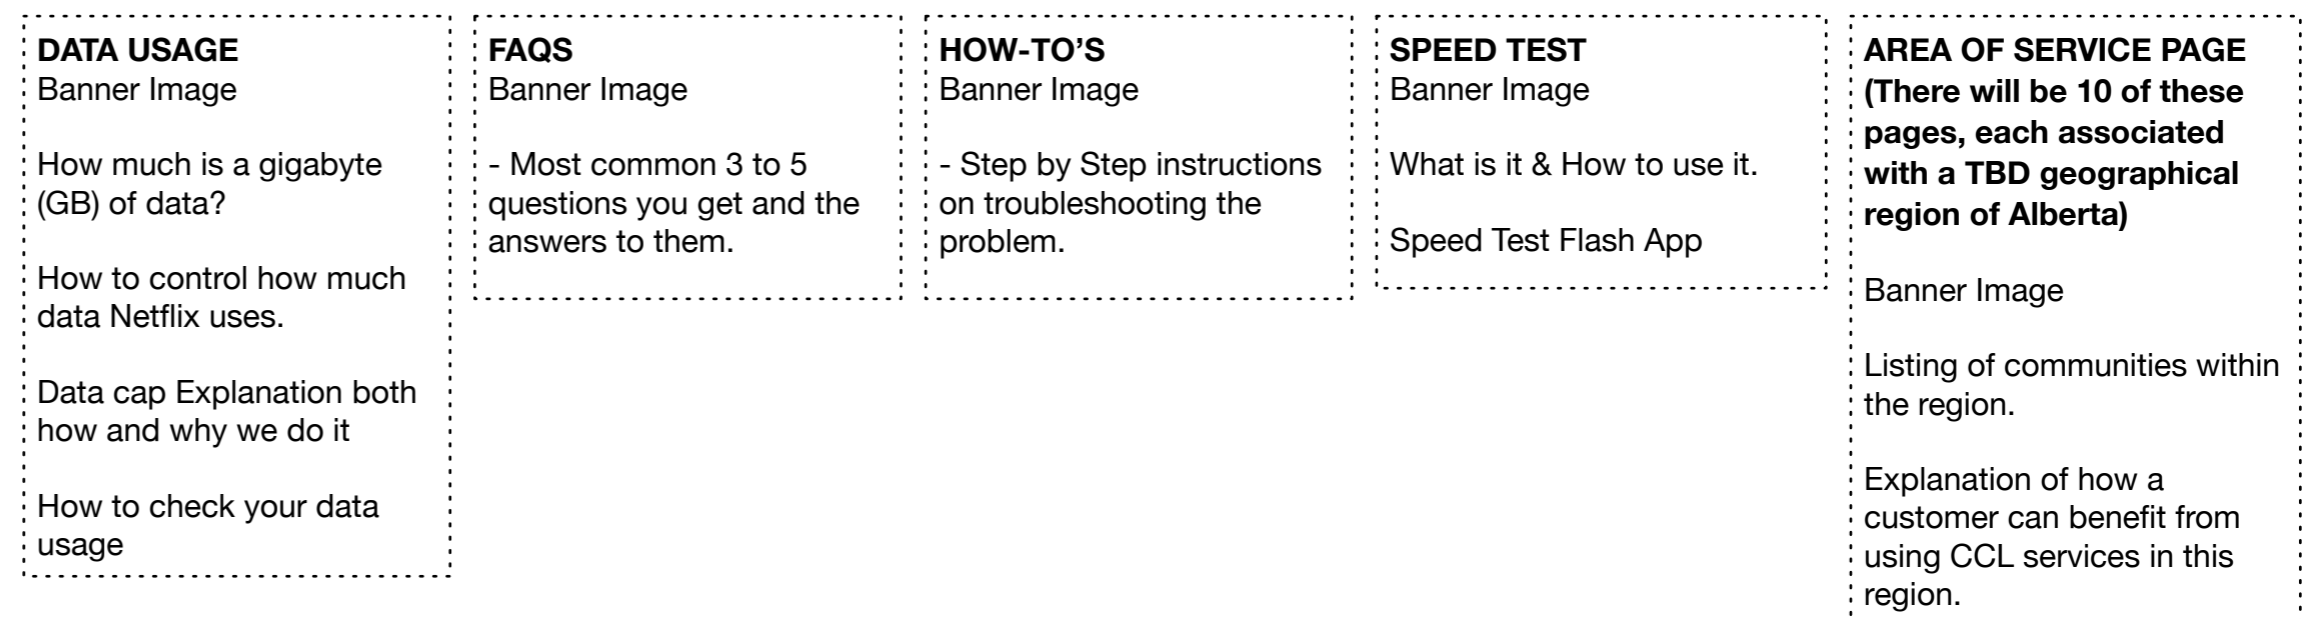 DATA USAGE
Banner Image
How much is a gigabyte
(GB) of data?
How to control how much
data Netflix uses.
Data cap Explanation both
how and why we do it
How to check your data
usage
FAQS
Banner Image
- Most common 3 to 5
questions you get and the
answers to them.
HOW-TO’S
Banner Image
- Step by Step instructions
on troubleshooting the
problem.
SPEED TEST
Banner Image
What is it & How to use it.
Speed Test Flash App
AREA OF SERVICE PAGE
(There will be 10 of these
pages, each associated
with a TBD geographical
region of Alberta)
Banner Image
Listing of communities within
the region.
Explanation of how a
customer can benefit from
using CCL services in this
region.